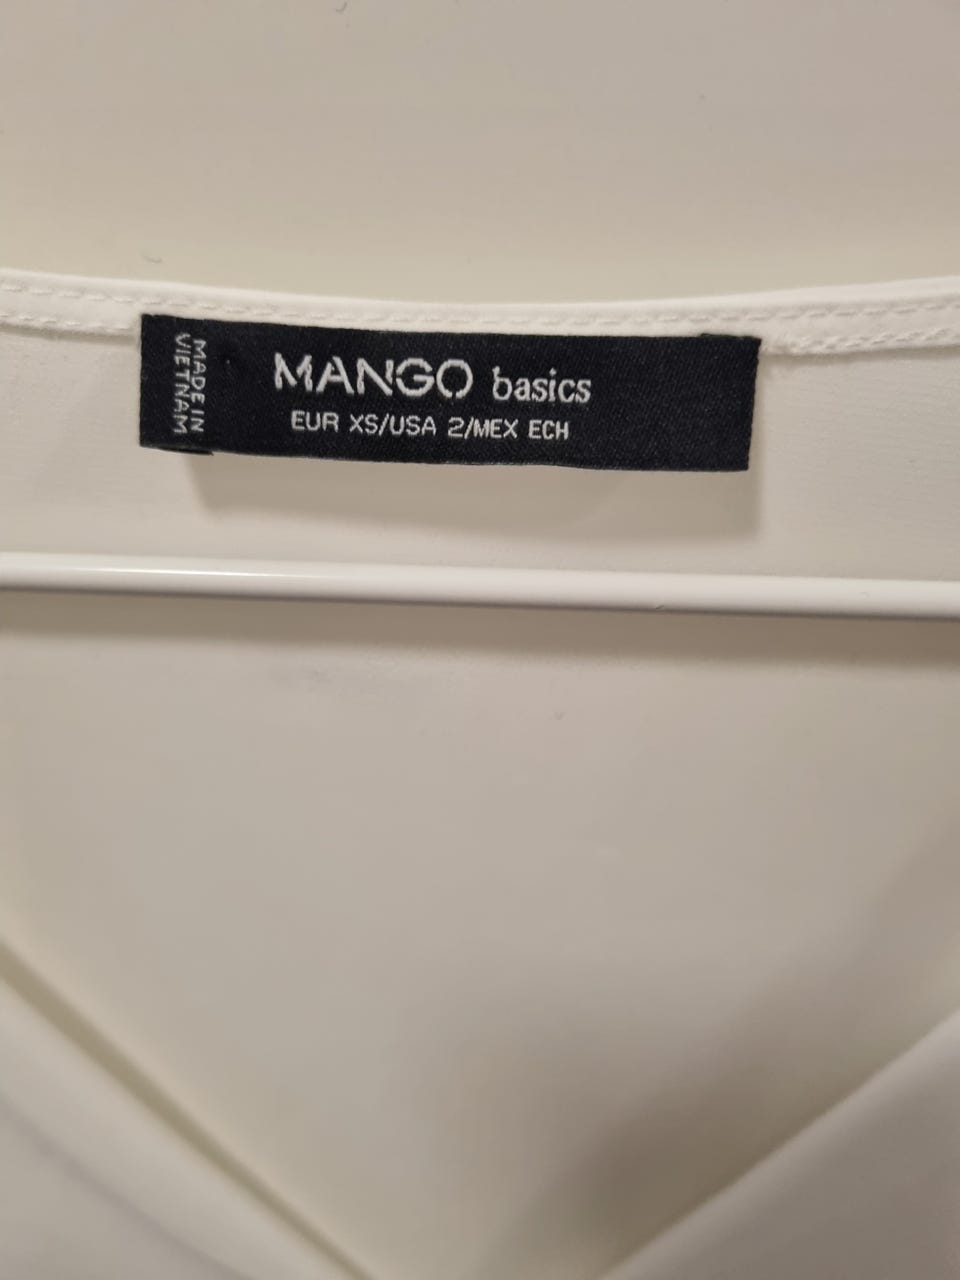 MADE IN
VIETNAM
MANGO basics
EUR XS/USA 2/MEX ECH